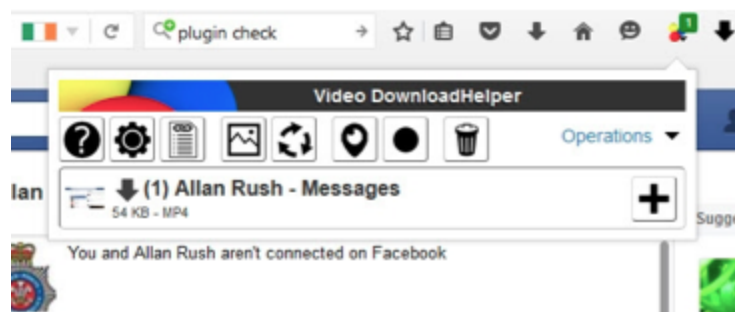 plugin check
1
Video DownloadHelper
Operations
lan
(1) Allan Rush - Messages
54 KB - MP4
You and Allan Rush aren't connected on Facebook